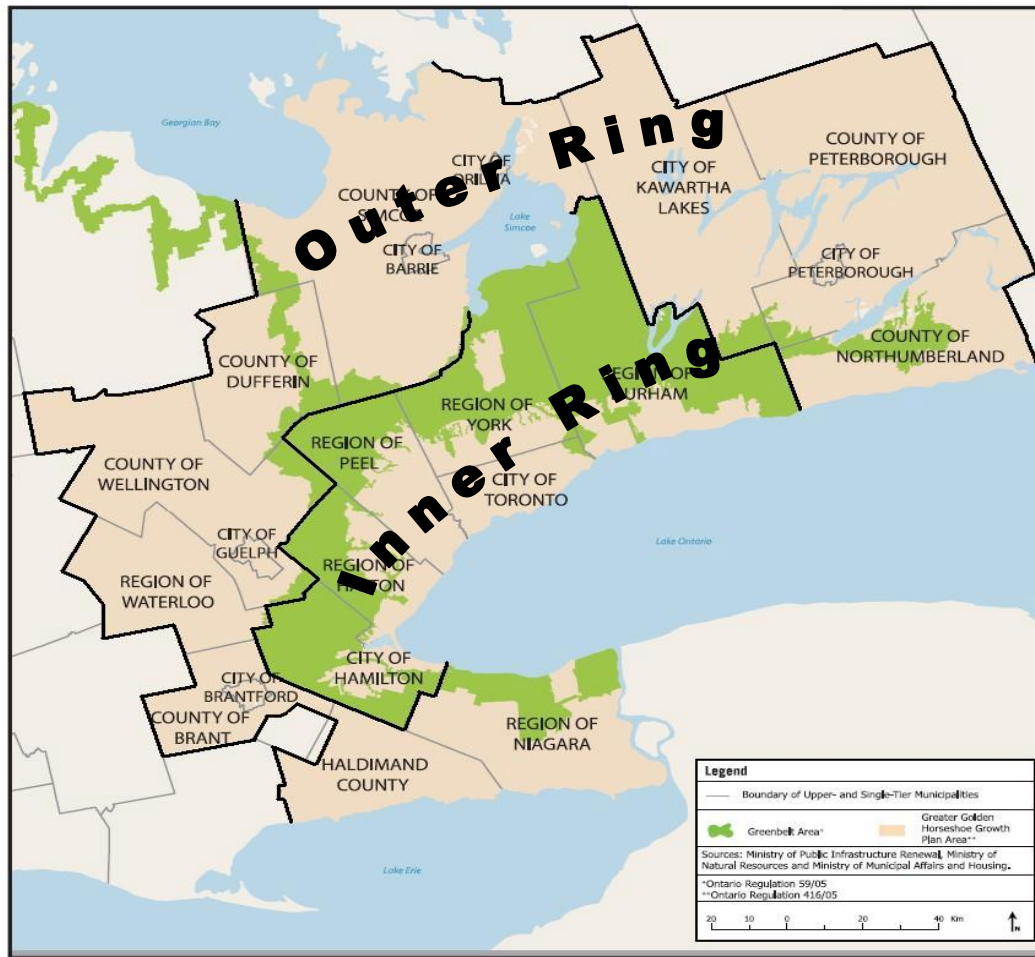 Georgian Bay
Outer Ring
CITY OF
ORILLIA
COUNTY OF
SIMCOE
CITY OF
BARRIE
Lake
Simcoe
CITY OF
KAWARTHA
LAKES
COUNTY OF
PETERBOROUGH
CITY OF
PETERBOROUGH
COUNTY OF
NORTHUMBERLAND
COUNTY OF
DUFFERIN
Inner Ring
REGION OF
DURHAM
REGION OF
YORK
REGION OF
PEEL
CITY OF
TORONTO
COUNTY OF
WELLINGTON
CITY OF
GUELPH
REGION OF
WATERLOO
REGION OF
HALTON
Lake Ontario
CITY OF
HAMILTON
CITY OF
BRANTFORD
COUNTY OF
BRANT
REGION OF
NIAGARA
HALDIMAND
COUNTY
Lake Erie
Legend
Boundary of Upper- and Single-Tier Municipalities
Greenbelt Area*
Greater Golden
Horseshoe Growth
Plan Area**
Sources: Ministry of Public Infrastructure Renewal, Ministry of
Natural Resources and Ministry of Municipal Affairs and Housing.
*Ontario Regulation 59/05
**Ontario Regulation 416/05
20 10 0 20 40 Km
N